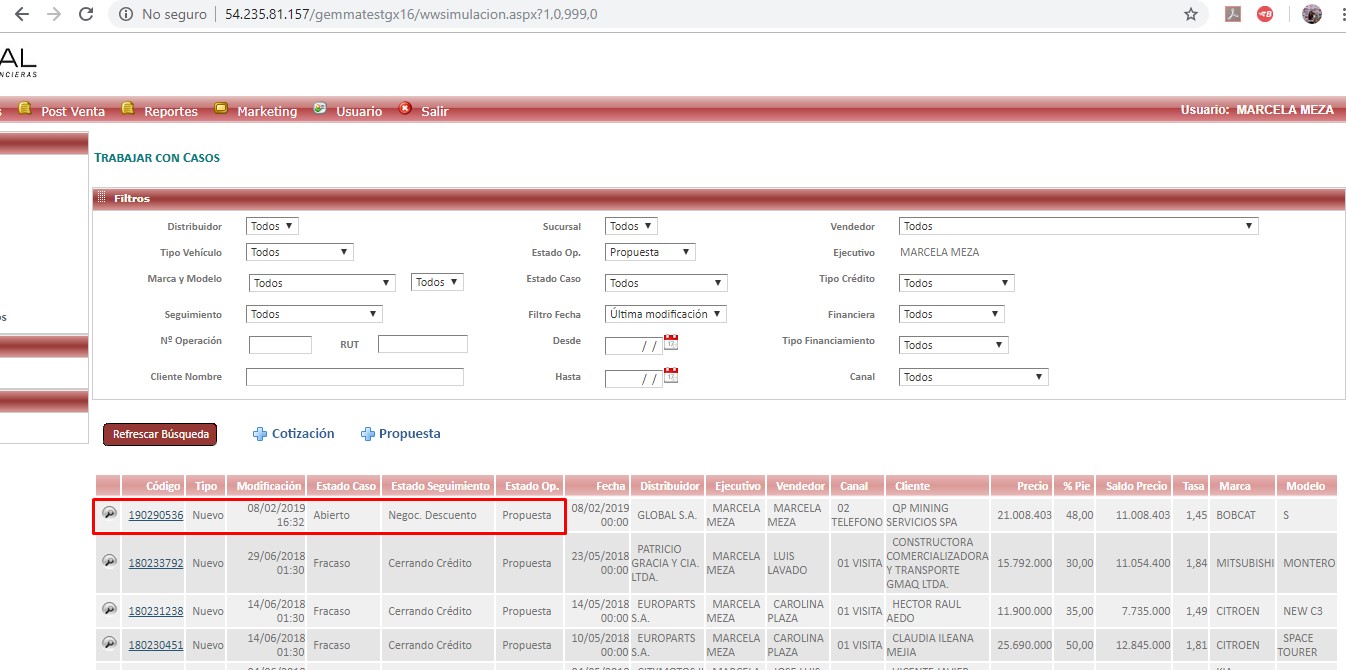 No seguro | 54.235.81.157/gemmatestgx16/wwsimulacion.aspx?1,0,999,0
AL
NCIERAS
s Post Venta Reportes Marketing Usuario Salir Usuario: MARCELA MEZA
TRABAJAR CON CASOS
Filtros
Distribuidor Todos Sucursal Todos Vendedor Todos
Tipo Vehículo Todos Estado Op. Propuesta Ejecutivo MARCELA MEZA
Marca y Modelo Todos Todos Estado Caso Todos Tipo Crédito Todos
Seguimiento Todos Filtro Fecha Última modificación Financiera Todos
os
Nº Operación RUT Desde / / Tipo Financiamiento Todos
Cliente Nombre Hasta / / Canal Todos
Refrescar Búsqueda Cotización Propuesta
Código Tipo Modificación Estado Caso Estado Seguimiento Estado Op. Fecha Distribuidor Ejecutivo Vendedor Canal Cliente Precio % Pie Saldo Precio Tasa Marca Modelo
190290536 Nuevo 08/02/2019 16:32 Abierto Negoc. Descuento Propuesta 08/02/2019 00:00 GLOBAL S.A. MARCELA MEZA MARCELA MEZA 02 TELEFONO QP MINING SERVICIOS SPA 21.008.403 48,00 11.008.403 1,45 BOBCAT S
180233792 Nuevo 29/06/2018 01:30 Fracaso Cerrando Crédito Propuesta 23/05/2018 00:00 PATRICIO GRACIA Y CIA. LTDA. MARCELA MEZA LUIS LAVADO 01 VISITA CONSTRUCTORA COMERCIALIZADORA Y TRANSPORTE GMAQ LTDA. 15.792.000 30,00 11.054.400 1,84 MITSUBISHI MONTERO
180231238 Nuevo 14/06/2018 01:30 Fracaso Cerrando Crédito Propuesta 14/05/2018 00:00 EUROPARTS S.A. MARCELA MEZA CAROLINA PLAZA 01 VISITA HECTOR RAUL AEDO 11.900.000 35,00 7.735.000 1,49 CITROEN NEW C3
180230451 Nuevo 14/06/2018 01:30 Fracaso Cerrando Crédito Propuesta 10/05/2018 00:00 EUROPARTS S.A. MARCELA MEZA CAROLINA PLAZA 01 VISITA CLAUDIA ILEANA MEJIA 25.690.000 50,00 12.845.000 1,81 CITROEN SPACE TOURER